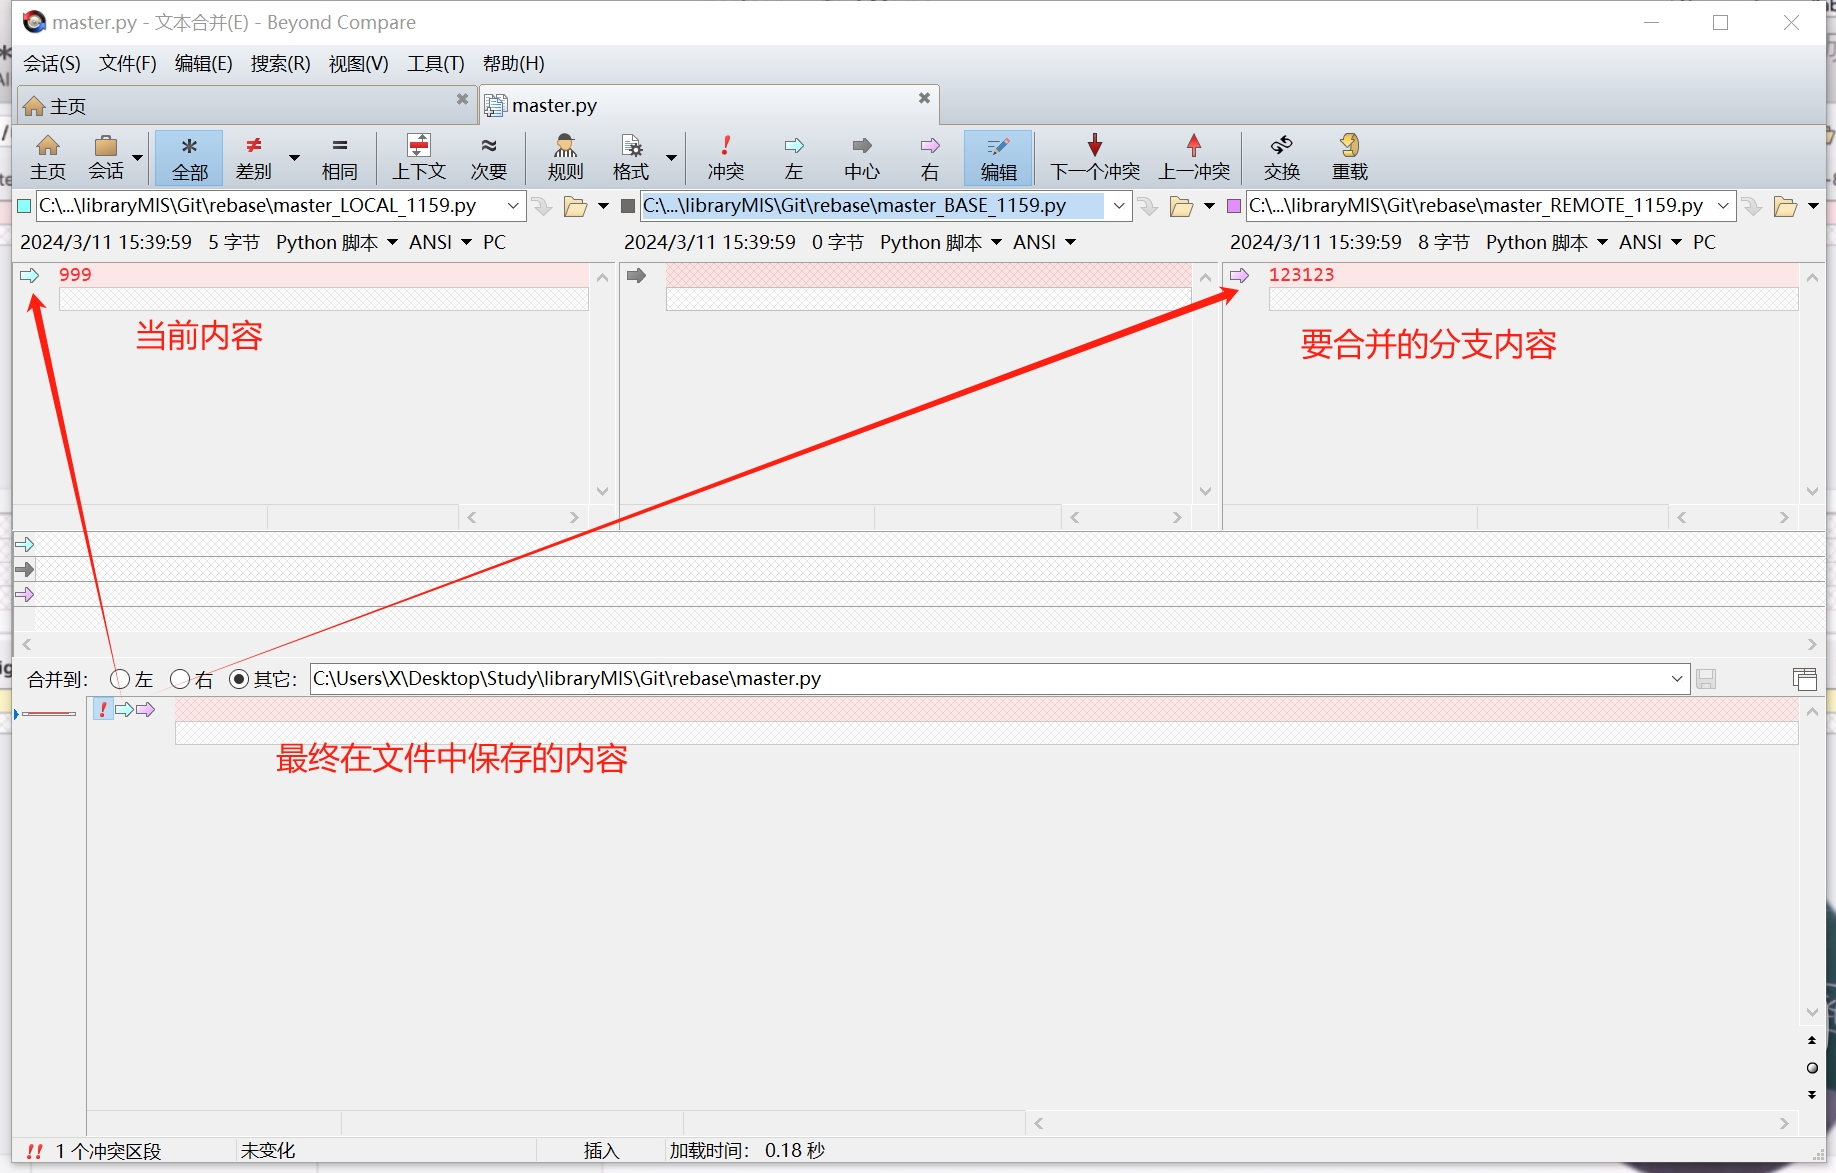 master.py - 文本合并(E) - Beyond Compare
会话(S) 文件(F) 编辑(E) 搜索(R) 视图(V) 工具(T) 帮助(H)
主页 master.py
主页 会话 全部 差别 相同 上下文 次要 规则 格式 冲突 左 中心 右 编辑 下一个冲突 上一冲突 交换 重载
C:\...\libraryMIS\Git\rebase\master_LOCAL_1159.py C:\...\libraryMIS\Git\rebase\master_BASE_1159.py C:\...\libraryMIS\Git\rebase\master_REMOTE_1159.py
2024/3/11 15:39:59 5 字节 Python 脚本 ANSI PC 2024/3/11 15:39:59 0 字节 Python 脚本 ANSI 2024/3/11 15:39:59 8 字节 Python 脚本 ANSI PC
999 123123
当前内容 要合并的分支内容
合并到: 左 右 其它: C:\Users\X\Desktop\Study\libraryMIS\Git\rebase\master.py
最终在文件中保存的内容
1 个冲突区段 未变化 插入 加载时间: 0.18 秒